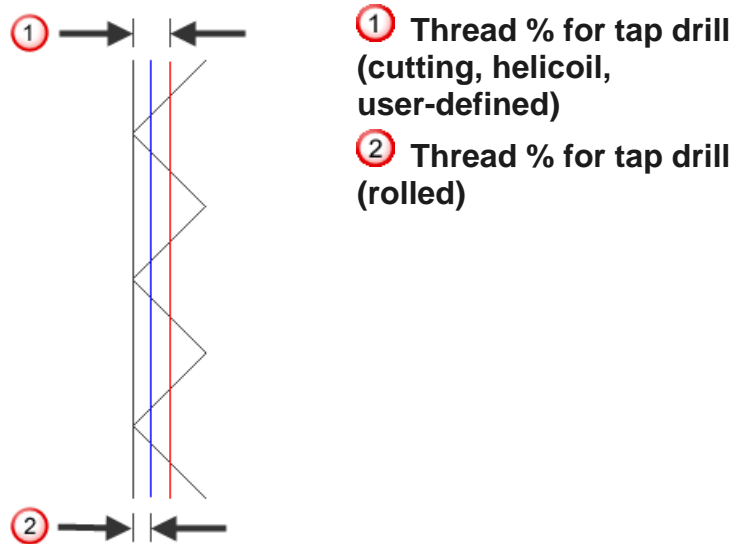 1
1 Thread % for tap drill
(cutting, helicoil,
user-defined)
2 Thread % for tap drill
(rolled)
2